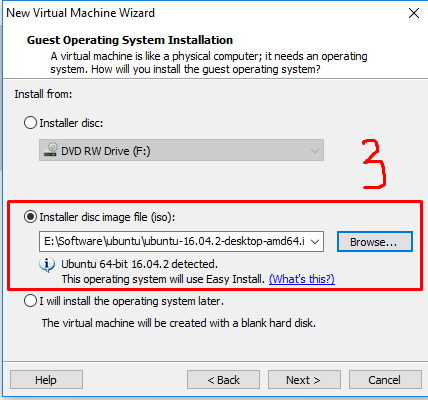 New Virtual Machine Wizard
Guest Operating System Installation
A virtual machine is like a physical computer; it needs an operating
system. How will you install the guest operating system?
Install from:
Installer disc:
DVD RW Drive (F:)
3
Installer disc image file (iso):
E:\Software\ubuntu\ubuntu-16.04.2-desktop-amd64.i
Browse...
Ubuntu 64-bit 16.04.2 detected.
This operating system will use Easy Install. (What's this?)
I will install the operating system later.
The virtual machine will be created with a blank hard disk.
Help < Back Next > Cancel